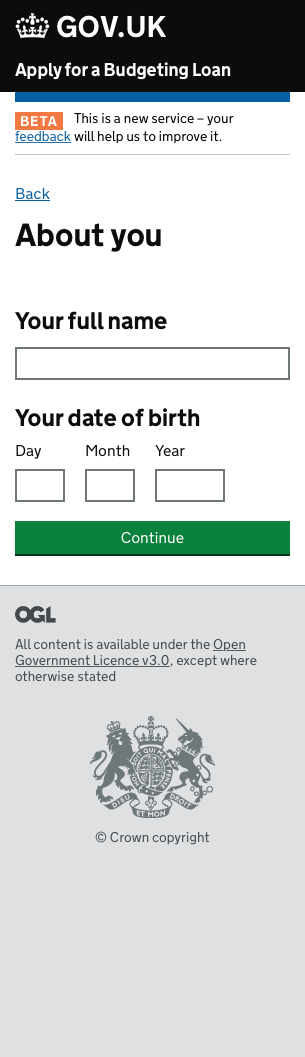 GOV.UK
Apply for a Budgeting Loan
BETA This is a new service – your
feedback will help us to improve it.
Back
About you
Your full name
Your date of birth
Day Month Year
Continue
OGL
All content is available under the Open
Government Licence v3.0, except where
otherwise stated
DIEU ET MON DROIT
© Crown copyright